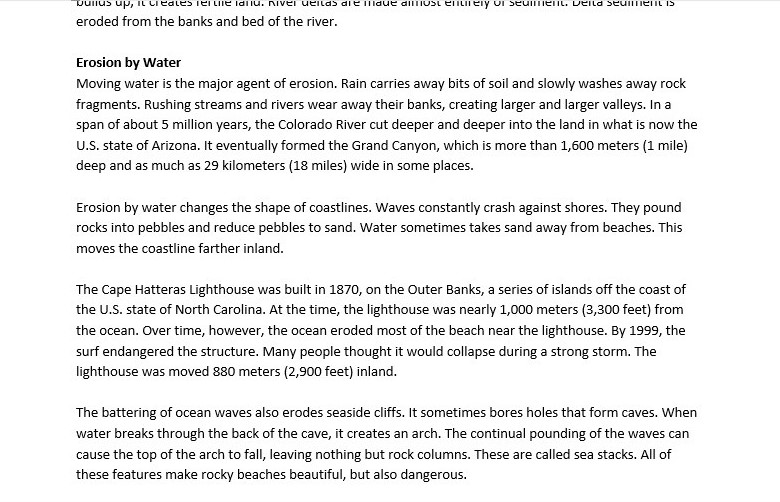 builds up, it creates fertile land. River deltas are made almost entirely of sediment. Delta sediment is
eroded from the banks and bed of the river.
Erosion by Water
Moving water is the major agent of erosion. Rain carries away bits of soil and slowly washes away rock
fragments. Rushing streams and rivers wear away their banks, creating larger and larger valleys. In a
span of about 5 million years, the Colorado River cut deeper and deeper into the land in what is now the
U.S. state of Arizona. It eventually formed the Grand Canyon, which is more than 1,600 meters (1 mile)
deep and as much as 29 kilometers (18 miles) wide in some places.
Erosion by water changes the shape of coastlines. Waves constantly crash against shores. They pound
rocks into pebbles and reduce pebbles to sand. Water sometimes takes sand away from beaches. This
moves the coastline farther inland.
The Cape Hatteras Lighthouse was built in 1870, on the Outer Banks, a series of islands off the coast of
the U.S. state of North Carolina. At the time, the lighthouse was nearly 1,000 meters (3,300 feet) from
the ocean. Over time, however, the ocean eroded most of the beach near the lighthouse. By 1999, the
surf endangered the structure. Many people thought it would collapse during a strong storm. The
lighthouse was moved 880 meters (2,900 feet) inland.
The battering of ocean waves also erodes seaside cliffs. It sometimes bores holes that form caves. When
water breaks through the back of the cave, it creates an arch. The continual pounding of the waves can
cause the top of the arch to fall, leaving nothing but rock columns. These are called sea stacks. All of
these features make rocky beaches beautiful, but also dangerous.